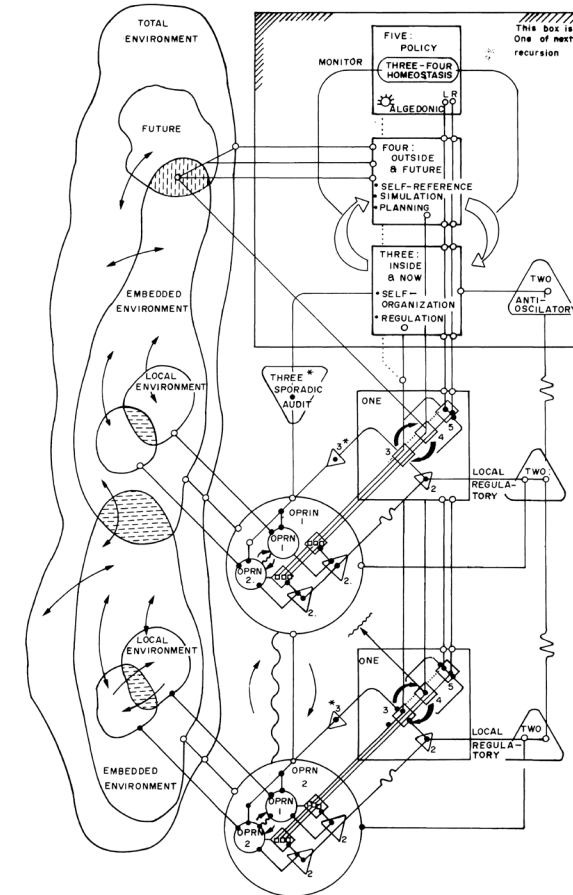 TOTAL
ENVIRONMENT
FUTURE
EMBEDDED
ENVIRONMENT
LOCAL
ENVIRONMENT
LOCAL
ENVIRONMENT
EMBEDDED
ENVIRONMENT
This box is
One of next
recursion
FIVE:
POLICY
MONITOR
THREE-FOUR
HOMEOSTASIS
L R
ALGEDONIC
FOUR:
OUTSIDE
& FUTURE
• SELF-REFERENCE
• SIMULATION
• PLANNING
THREE:
INSIDE
& NOW
• SELF-
ORGANIZATION
• REGULATION
TWO
ANTI-
OSCILATORY
THREE *
SPORADIC
AUDIT
ONE
5
4
3
3*
2
LOCAL
REGULA-
TORY
TWO:
OPRIN
1
OPRN
1
OPRN
2.
2.
2.
ONE
5
4
3
*3
2
LOCAL
REGULA-
TORY
TWO
OPRN
2
OPRN
1
OPRN
2
2
2